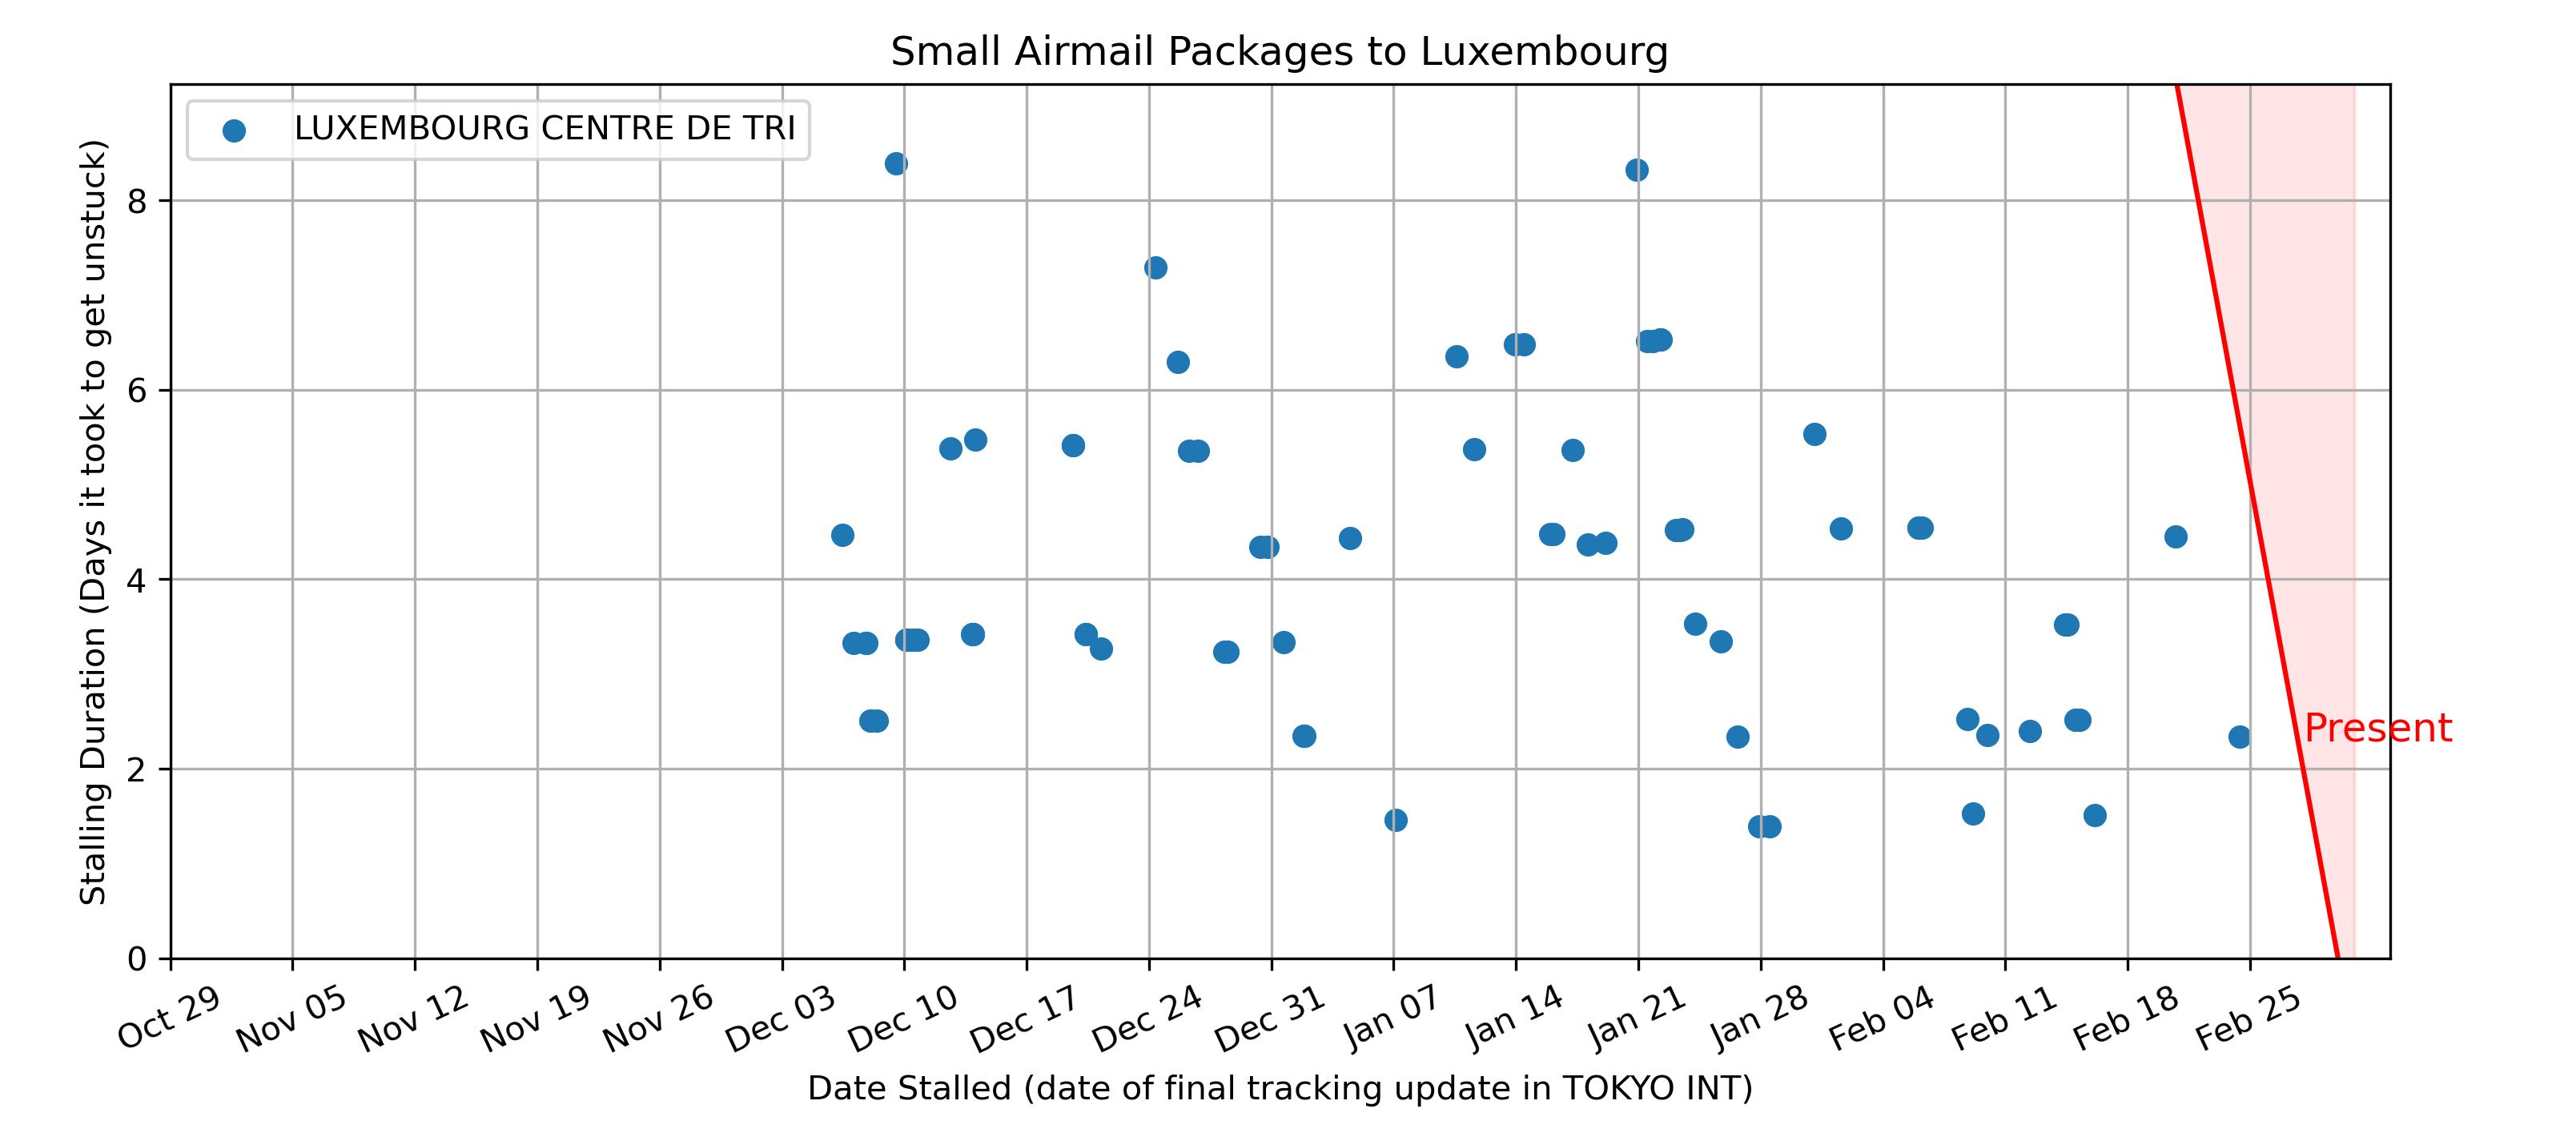 Small Airmail Packages to Luxembourg
LUXEMBOURG CENTRE DE TRI
Stalling Duration (Days it took to get unstuck)
8
6
4
2
0
Present
Oct 29
Nov 05
Nov 12
Nov 19
Nov 26
Dec 03
Dec 10
Dec 17
Dec 24
Dec 31
Jan 07
Jan 14
Jan 21
Jan 28
Feb 04
Feb 11
Feb 18
Feb 25
Date Stalled (date of final tracking update in TOKYO INT)